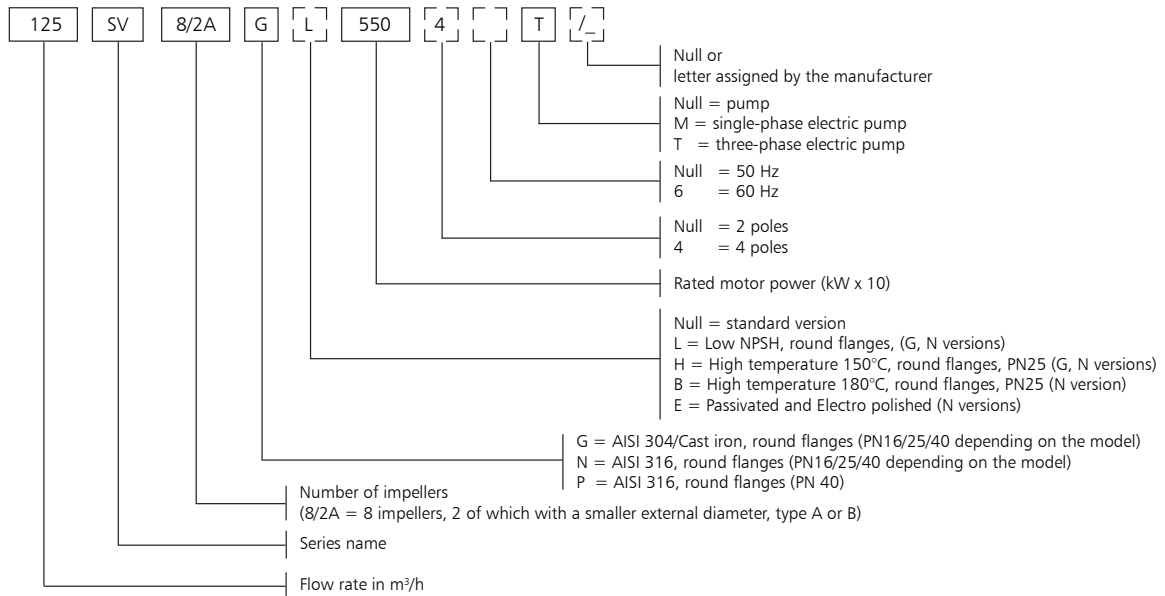 125 SV 8/2A G L 550 4 T /_
Null or
letter assigned by the manufacturer
Null = pump
M = single-phase electric pump
T = three-phase electric pump
Null = 50 Hz
6 = 60 Hz
Null = 2 poles
4 = 4 poles
Rated motor power (kW x 10)
Null = standard version
L = Low NPSH, round flanges, (G, N versions)
H = High temperature 150°C, round flanges, PN25 (G, N versions)
B = High temperature 180°C, round flanges, PN25 (N version)
E = Passivated and Electro polished (N versions)
G = AISI 304/Cast iron, round flanges (PN16/25/40 depending on the model)
N = AISI 316, round flanges (PN16/25/40 depending on the model)
P = AISI 316, round flanges (PN 40)
Number of impellers
(8/2A = 8 impellers, 2 of which with a smaller external diameter, type A or B)
Series name
Flow rate in m³/h